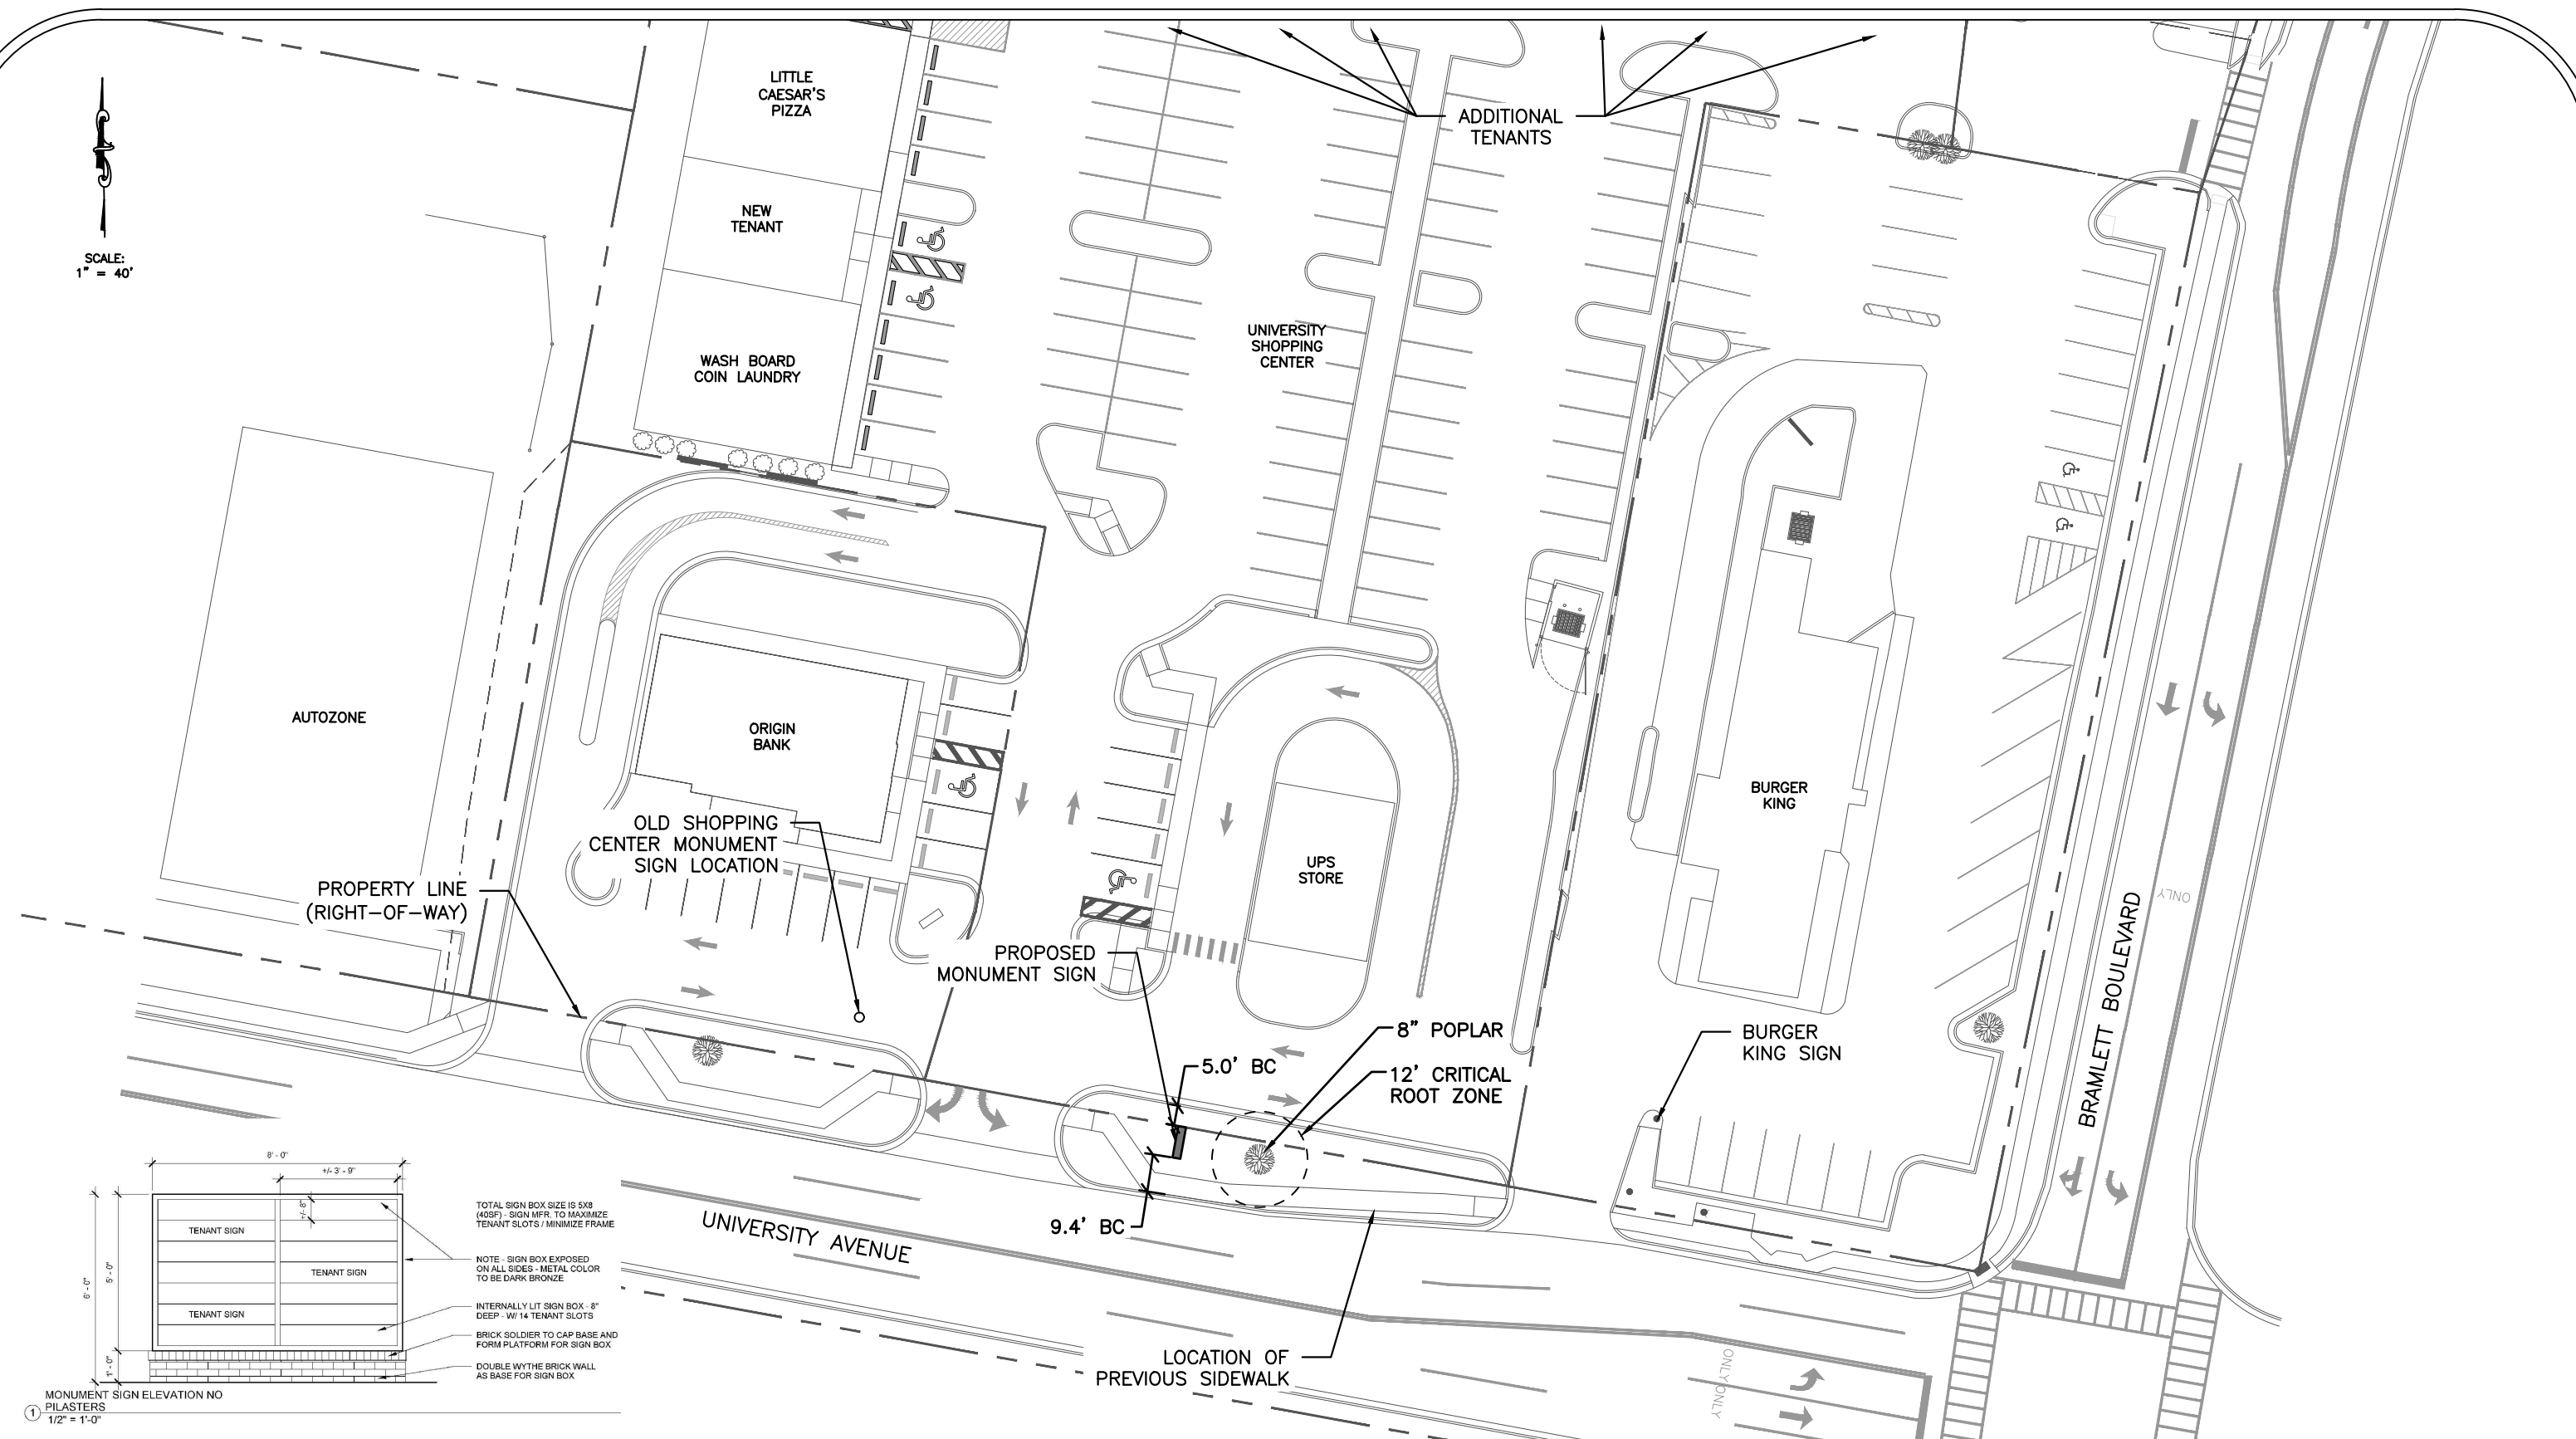 LITTLE
CAESAR'S
PIZZA
ADDITIONAL
TENANTS
NEW
TENANT
SCALE:
1" = 40'
UNIVERSITY
SHOPPING
CENTER
WASH BOARD
COIN LAUNDRY
AUTOZONE
ORIGIN
BANK
BURGER
KING
OLD SHOPPING
CENTER MONUMENT
SIGN LOCATION
UPS
STORE
PROPERTY LINE
(RIGHT-OF-WAY)
ONLY
BRAMLETT BOULEVARD
PROPOSED
MONUMENT SIGN
8" POPLAR
BURGER
KING SIGN
5.0' BC
12' CRITICAL
ROOT ZONE
9.4' BC
UNIVERSITY AVENUE
LOCATION OF
PREVIOUS SIDEWALK
ONLY
ONLY
8' - 0"
+/- 3' - 9"
+/- 8"
6' - 0"
5' - 0"
1' - 0"
TENANT SIGN
TENANT SIGN
TENANT SIGN
TOTAL SIGN BOX SIZE IS 5X8
(40SF) - SIGN MFR. TO MAXIMIZE
TENANT SLOTS / MINIMIZE FRAME
NOTE - SIGN BOX EXPOSED
ON ALL SIDES - METAL COLOR
TO BE DARK BRONZE
INTERNALLY LIT SIGN BOX - 8"
DEEP - W/ 14 TENANT SLOTS
BRICK SOLDIER TO CAP BASE AND
FORM PLATFORM FOR SIGN BOX
DOUBLE WYTHE BRICK WALL
AS BASE FOR SIGN BOX
MONUMENT SIGN ELEVATION NO
PILASTERS
1
1/2" = 1'-0"